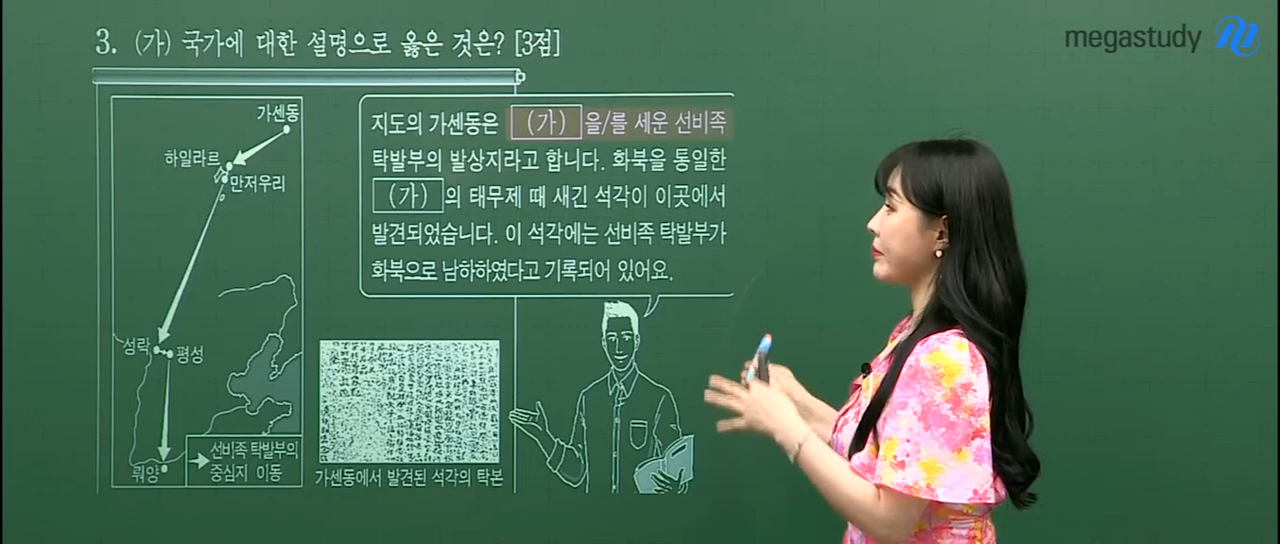 megastudy
3. (가) 국가에 대한 설명으로 옳은 것은? [3점]
가센동
하일라르
만저우리
성락
평성
뤄양
선비족 탁발부의
중심지 이동
지도의 가센동은 (가) 을/를 세운 선비족
탁발부의 발상지라고 합니다. 화북을 통일한
(가) 의 태무제 때 새긴 석각이 이곳에서
발견되었습니다. 이 석각에는 선비족 탁발부가
화북으로 남하하였다고 기록되어 있어요.
가센동에서 발견된 석각의 탁본